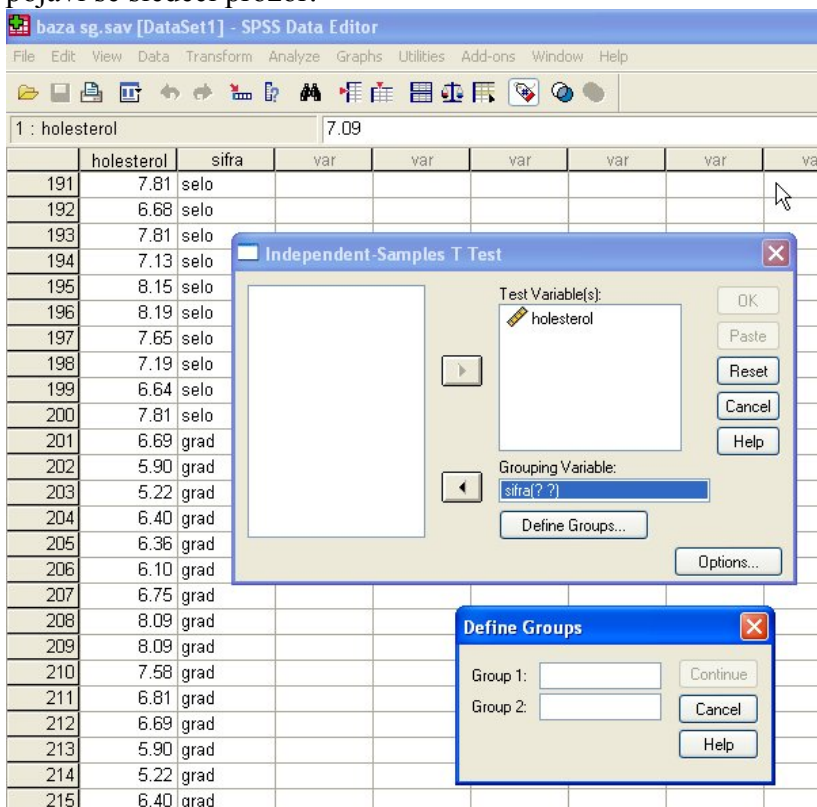 pojavi se sledeći prozor:
baza sg.sav [DataSet1] - SPSS Data Editor
File Edit View Data Transform Analyze Graphs Utilities Add-ons Window Help
1 : holesterol 7.09
holesterol sifra var var var var var va
191 7.81 selo
192 6.68 selo
193 7.81 selo
194 7.13 selo
195 8.15 selo
196 8.19 selo
197 7.65 selo
198 7.19 selo
199 6.64 selo
200 7.81 selo
201 6.69 grad
202 5.90 grad
203 5.22 grad
204 6.40 grad
205 6.36 grad
206 6.10 grad
207 6.75 grad
208 8.09 grad
209 8.09 grad
210 7.58 grad
211 6.81 grad
212 6.69 grad
213 5.90 grad
214 5.22 grad
215 6.40 grad
Independent-Samples T Test
Test Variable(s):
holesterol
OK
Paste
Reset
Cancel
Help
Grouping Variable:
sifra(? ?)
Define Groups...
Options...
Define Groups
Group 1:
Group 2:
Continue
Cancel
Help